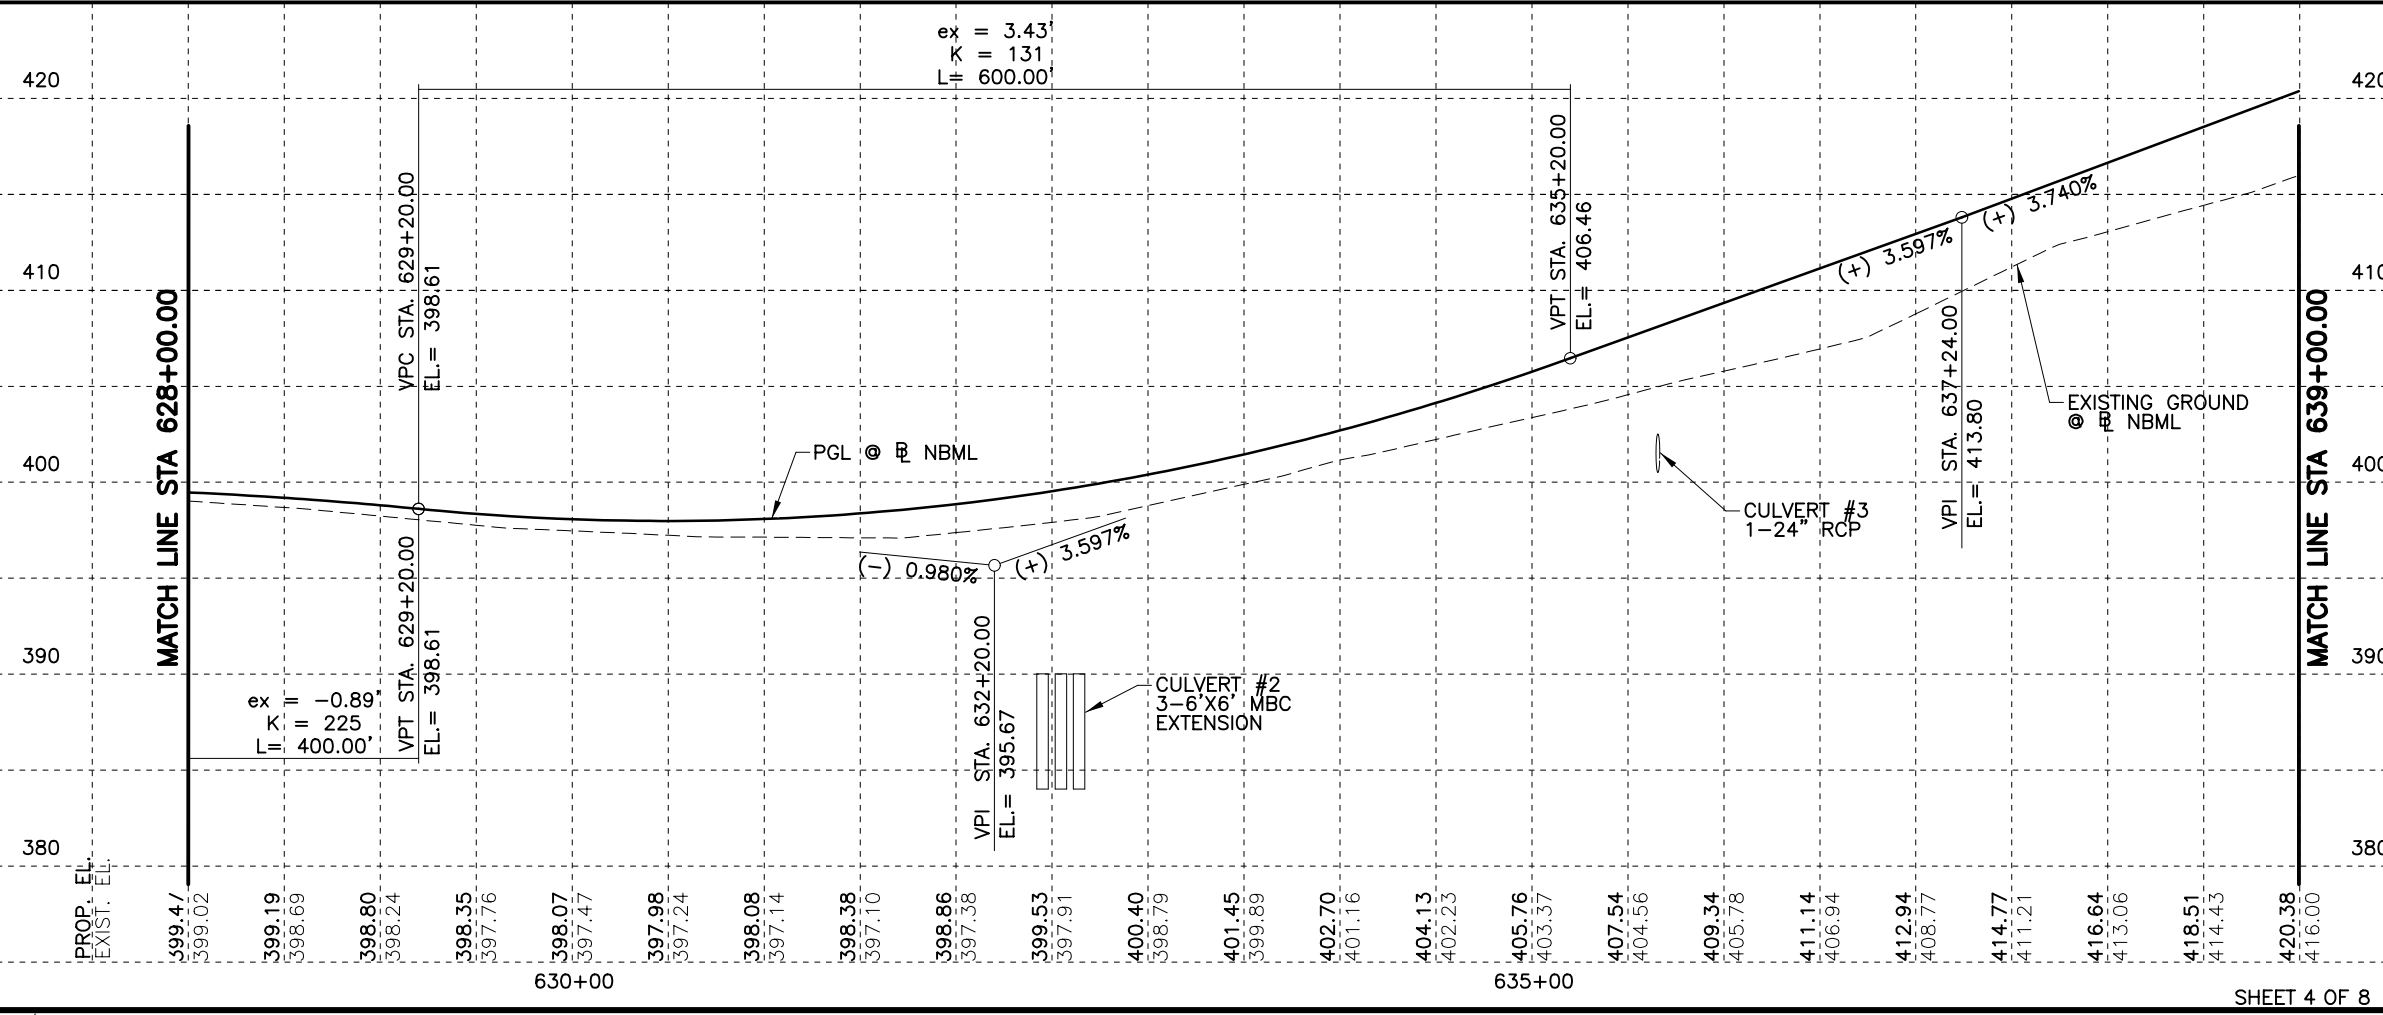 ex = 3.43'
K = 131
L= 600.00'
420
420
410
410
400
400
390
390
380
380
MATCH LINE STA 628+00.00
VPC STA. 629+20.00
EL.= 398.61
VPT STA. 629+20.00
EL.= 398.61
ex = -0.89'
K = 225
L= 400.00'
PGL @ BL NBML
(-) 0.980%
(+) 3.597%
VPI STA. 632+20.00
EL.= 395.67
CULVERT #2
3-6'X6' MBC
EXTENSION
VPT STA. 635+20.00
EL.= 406.46
CULVERT #3
1-24" RCP
(+) 3.597%
(+) 3.740%
VPI STA. 637+24.00
EL.= 413.80
EXISTING GROUND
@ BL NBML
MATCH LINE STA 639+00.00
PROP. EL.
EXIST. EL.
399.47
399.02
399.19
398.69
398.80
398.24
398.35
397.76
398.07
397.47
397.98
397.24
398.08
397.14
398.38
397.10
398.86
397.38
399.53
397.91
400.40
398.79
401.45
399.89
402.70
401.16
404.13
402.23
405.76
403.37
407.54
404.56
409.34
405.78
411.14
406.94
412.94
408.77
414.77
411.21
416.64
413.06
418.51
414.43
420.38
416.00
630+00
635+00
SHEET 4 OF 8